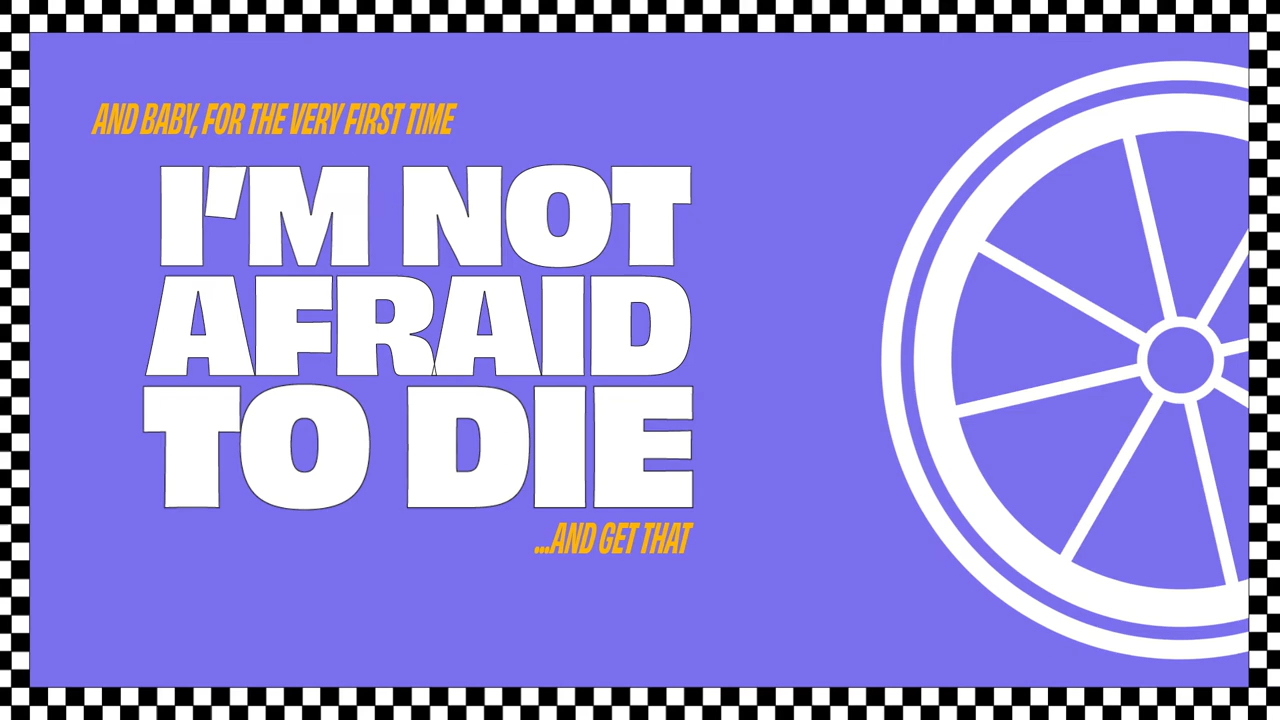 AND BABY, FOR THE VERY FIRST TIME
I'M NOT
AFRAID
TO DIE
...AND GET THAT